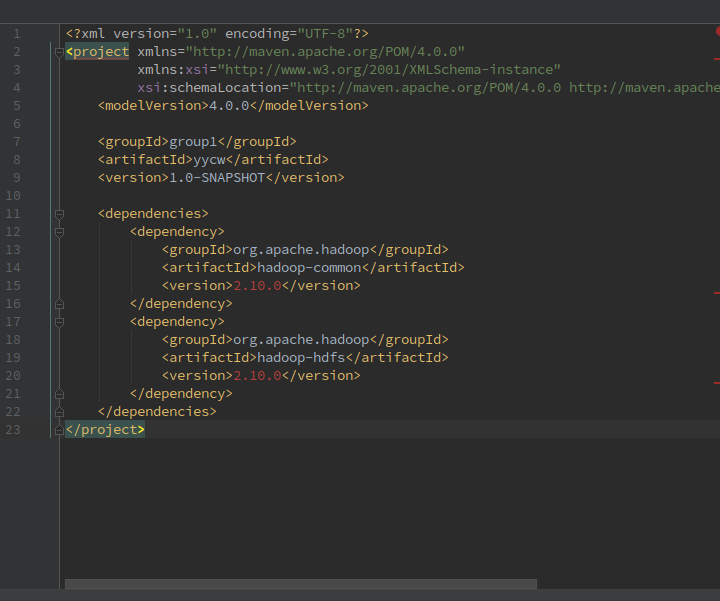 1 <?xml version="1.0" encoding="UTF-8"?>
2 <project xmlns="http://maven.apache.org/POM/4.0.0"
3 xmlns:xsi="http://www.w3.org/2001/XMLSchema-instance"
4 xsi:schemaLocation="http://maven.apache.org/POM/4.0.0 http://maven.apache
5 <modelVersion>4.0.0</modelVersion>
6
7 <groupId>group1</groupId>
8 <artifactId>yycw</artifactId>
9 <version>1.0-SNAPSHOT</version>
10
11 <dependencies>
12 <dependency>
13 <groupId>org.apache.hadoop</groupId>
14 <artifactId>hadoop-common</artifactId>
15 <version>2.10.0</version>
16 </dependency>
17 <dependency>
18 <groupId>org.apache.hadoop</groupId>
19 <artifactId>hadoop-hdfs</artifactId>
20 <version>2.10.0</version>
21 </dependency>
22 </dependencies>
23 </project>